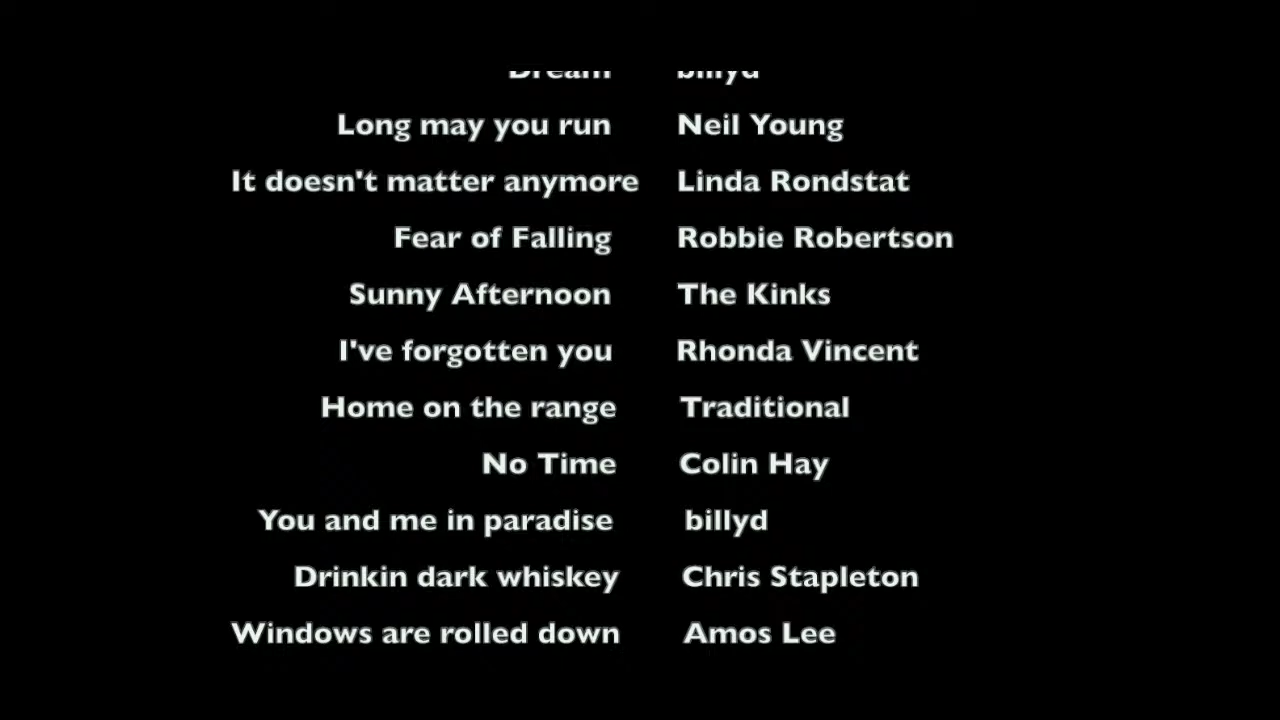 Dream billyd
Long may you run Neil Young
It doesn't matter anymore Linda Rondstat
Fear of Falling Robbie Robertson
Sunny Afternoon The Kinks
I've forgotten you Rhonda Vincent
Home on the range Traditional
No Time Colin Hay
You and me in paradise billyd
Drinkin dark whiskey Chris Stapleton
Windows are rolled down Amos Lee